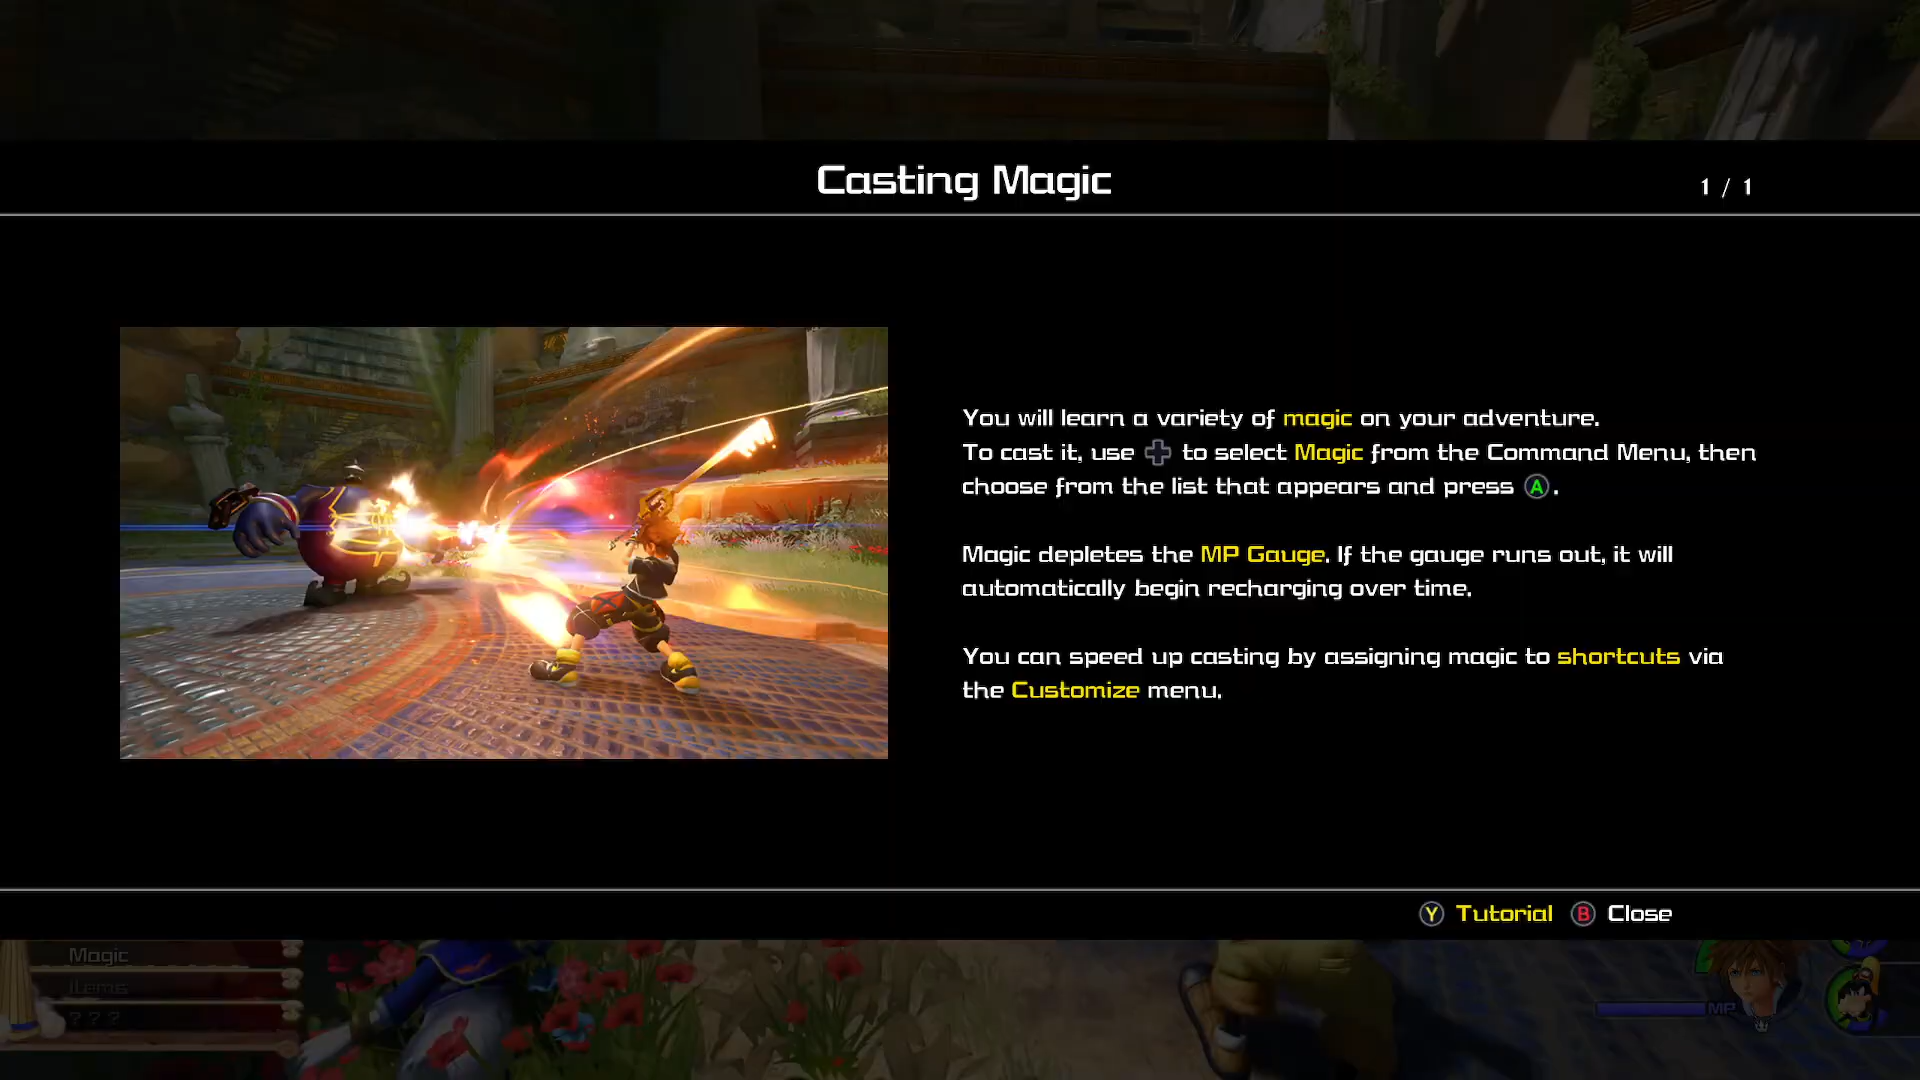 Casting Magic
1 / 1
You will learn a variety of magic on your adventure.
To cast it, use to select Magic from the Command Menu, then
choose from the list that appears and press A.
Magic depletes the MP Gauge. If the gauge runs out, it will
automatically begin recharging over time.
You can speed up casting by assigning magic to shortcuts via
the Customize menu.
Y Tutorial B Close
Magic
Items
? ? ?
MP